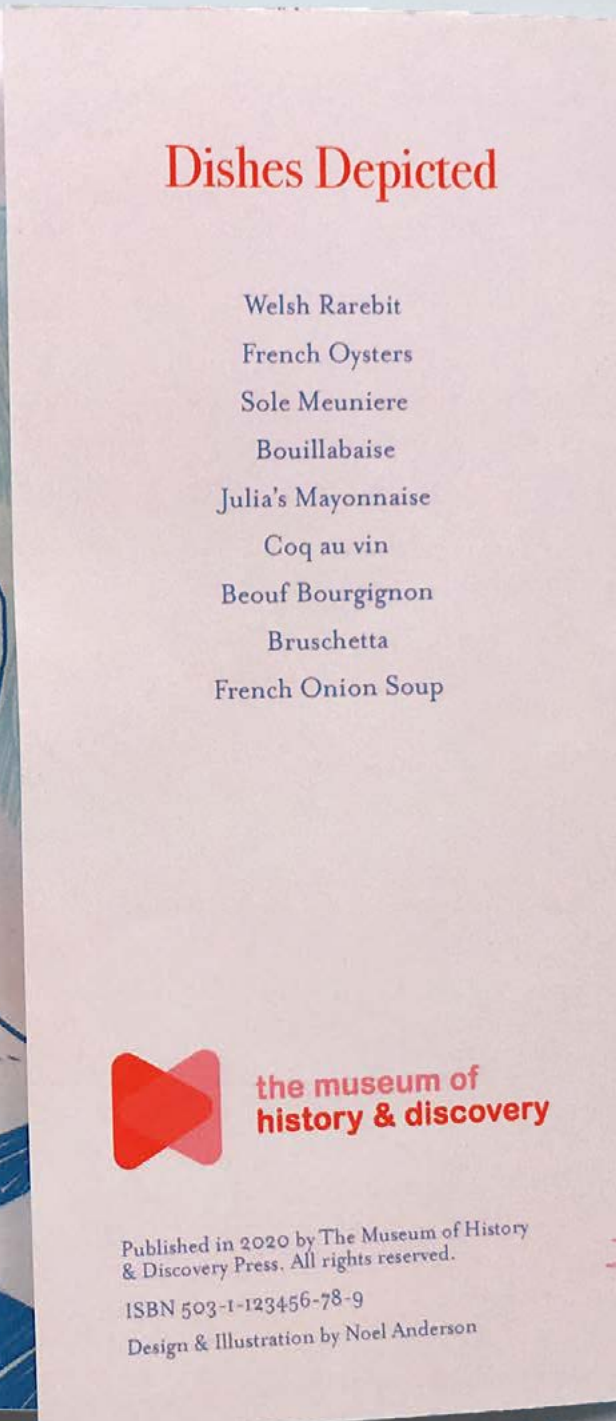 Dishes Depicted
Welsh Rarebit
French Oysters
Sole Meuniere
Bouillabaise
Julia's Mayonnaise
Coq au vin
Beouf Bourgignon
Bruschetta
French Onion Soup
the museum of
history & discovery
Published in 2020 by The Museum of History
& Discovery Press. All rights reserved.
ISBN 503-1-123456-78-9
Design & Illustration by Noel Anderson